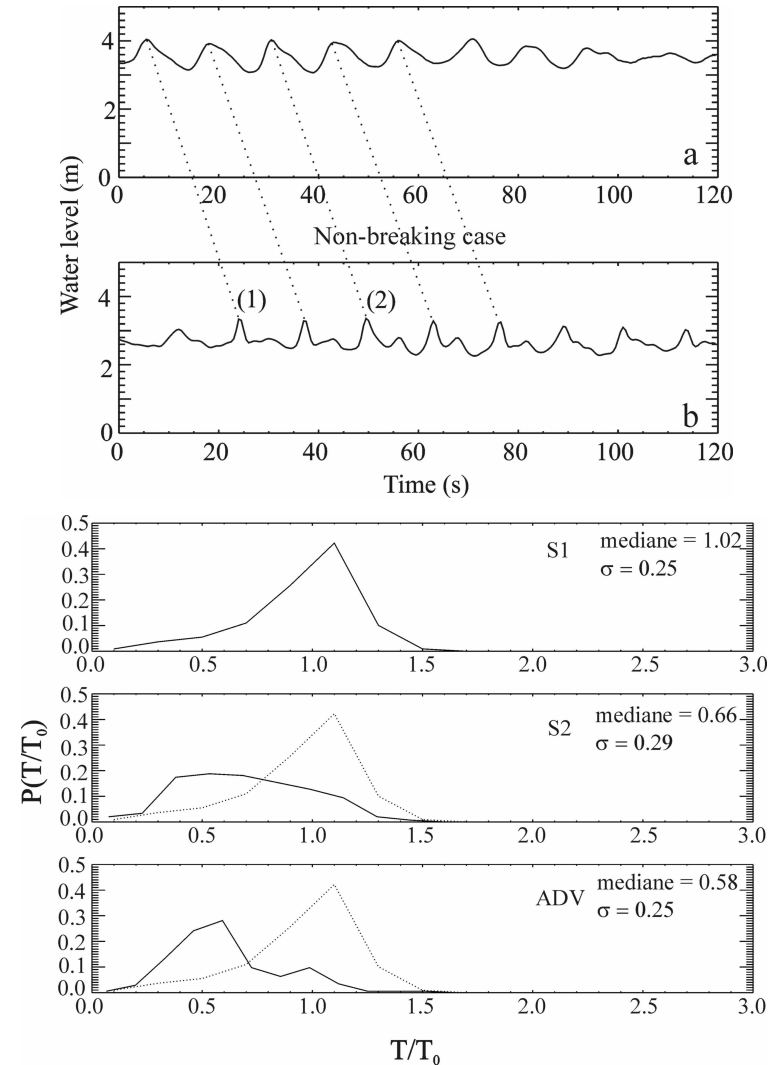 4
2
0
a
0 20 40 60 80 100 120
Non-breaking case
Water level (m)
4
2
0
(1) (2)
b
0 20 40 60 80 100 120
Time (s)
0.5
0.4
0.3
0.2
0.1
0.0
S1
mediane = 1.02
σ = 0.25
0.0 0.5 1.0 1.5 2.0 2.5 3.0
P(T/T0)
0.5
0.4
0.3
0.2
0.1
0.0
S2
mediane = 0.66
σ = 0.29
0.0 0.5 1.0 1.5 2.0 2.5 3.0
0.5
0.4
0.3
0.2
0.1
0.0
ADV
mediane = 0.58
σ = 0.25
0.0 0.5 1.0 1.5 2.0 2.5 3.0
T/T0